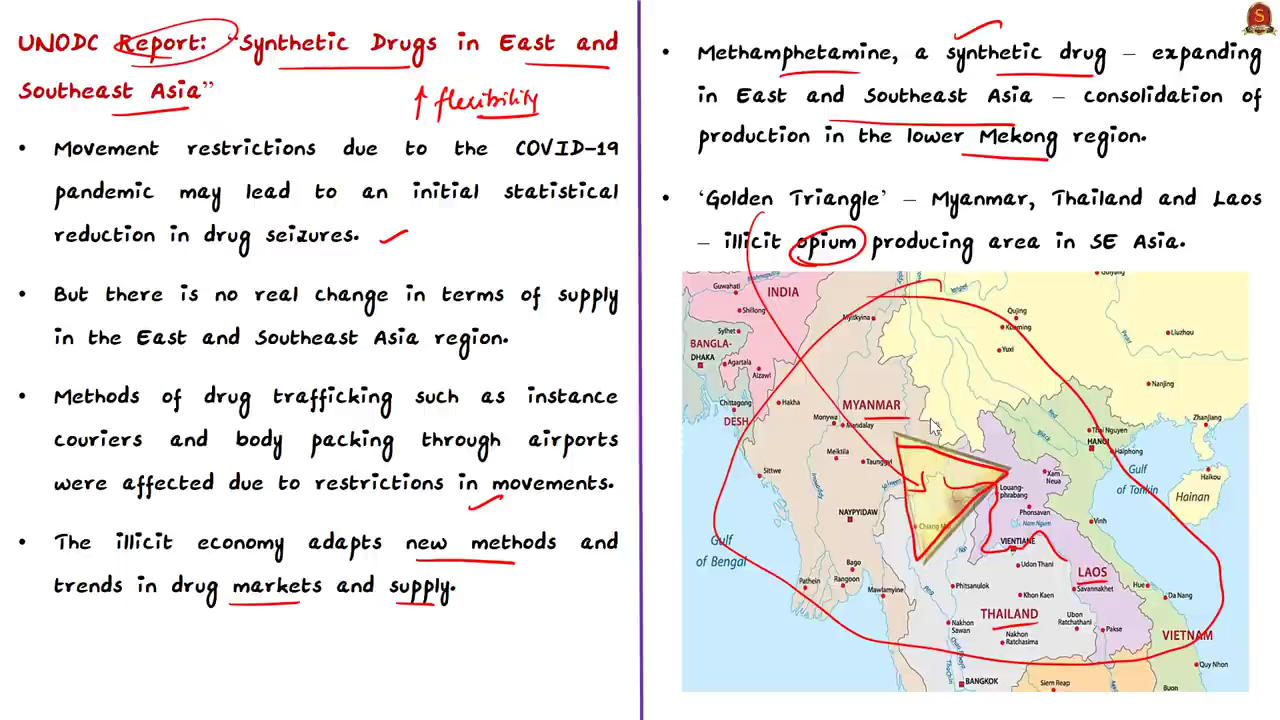 UNODC Report: "Synthetic Drugs in East and
Southeast Asia"
↑ flexibility
• Movement restrictions due to the COVID-19
pandemic may lead to an initial statistical
reduction in drug seizures.
• But there is no real change in terms of supply
in the East and Southeast Asia region.
• Methods of drug trafficking such as instance
couriers and body packing through airports
were affected due to restrictions in movements.
• The illicit economy adapts new methods and
trends in drug markets and supply.
• Methamphetamine, a synthetic drug – expanding
in East and Southeast Asia – consolidation of
production in the lower Mekong region.
• 'Golden Triangle' – Myanmar, Thailand and Laos
– illicit opium producing area in SE Asia.
Guwahati
INDIA
Guiyang
Shillong
Myitkyina
Qujing
Kunming
Liuzhou
Sylhet
BANGLA-
DHAKA
Yuxi
Agartala
Aizawl
Nanjing
Chittagong
Hakha
MYANMAR
DESH
Monywa
Mandalay
Thai Nguyen
Zhanjiang
HANOI
Meiktila
Taunggyi
Haiphong
Sittwe
Xam
Neua
Gulf
of Tonkin
Haikou
Hainan
Louang-
phrabang
NAYPYIDAW
Phonsavan
Chiang Mai
Nam Ngum
Vinh
Gulf
of Bengal
VIENTIANE
Bago
Udon Thani
LAOS
Pathein
Rangoon
Mawlamyine
Phitsanulok
Khon Kaen
Savannakhet
Hue
Da Nang
THAILAND
Nakhon
Sawan
Nakhon
Ratchasima
Ubon
Ratchathani
Pakse
VIETNAM
Quy Nhon
BANGKOK
Siem Reap
Buon